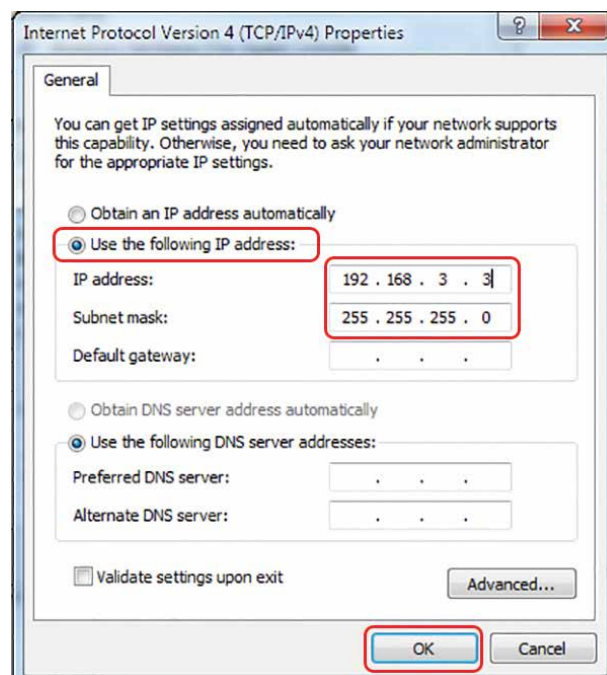 Internet Protocol Version 4 (TCP/IPv4) Properties
General
You can get IP settings assigned automatically if your network supports
this capability. Otherwise, you need to ask your network administrator
for the appropriate IP settings.
Obtain an IP address automatically
Use the following IP address:
IP address: 192 . 168 . 3 . 3
Subnet mask: 255 . 255 . 255 . 0
Default gateway: . . .
Obtain DNS server address automatically
Use the following DNS server addresses:
Preferred DNS server: . . .
Alternate DNS server: . . .
Validate settings upon exit
Advanced...
OK Cancel